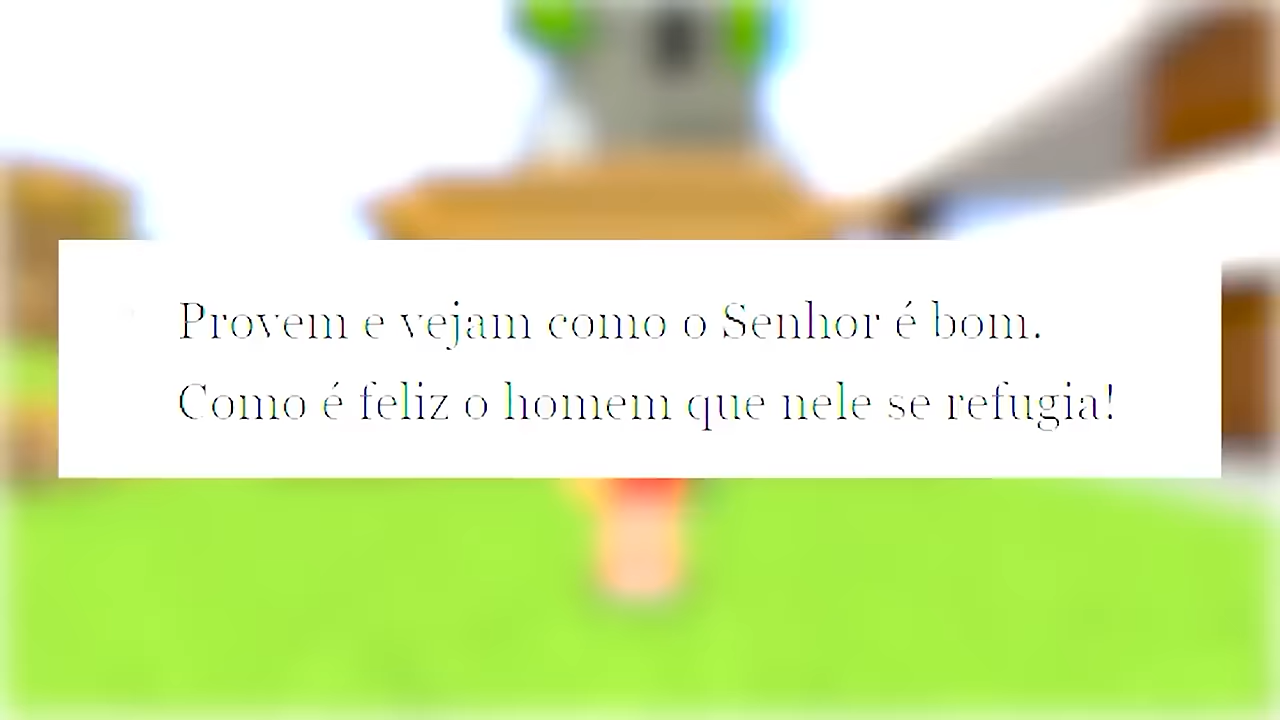 Provem e vejam como o Senhor é bom.
Como é feliz o homem que nele se refugia!